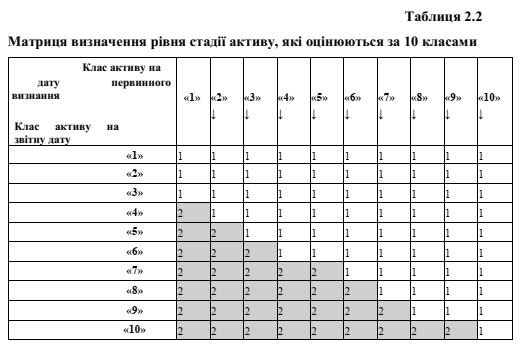 Таблиця 2.2
Матриця визначення рівня стадії активу, які оцінюються за 10 класами
Клас активу на
дату первинного
визнання
«1» «2» «3» «4» «5» «6» «7» «8» «9» «10»
↓ ↓ ↓ ↓ ↓ ↓ ↓ ↓ ↓
Клас активу на
звітну дату
«1» 1 1 1 1 1 1 1 1 1 1
«2» 1 1 1 1 1 1 1 1 1 1
«3» 1 1 1 1 1 1 1 1 1 1
«4» 2 1 1 1 1 1 1 1 1 1
«5» 2 2 1 1 1 1 1 1 1 1
«6» 2 2 2 1 1 1 1 1 1 1
«7» 2 2 2 2 2 1 1 1 1 1
«8» 2 2 2 2 2 2 1 1 1 1
«9» 2 2 2 2 2 2 2 1 1 1
«10» 2 2 2 2 2 2 2 2 2 1